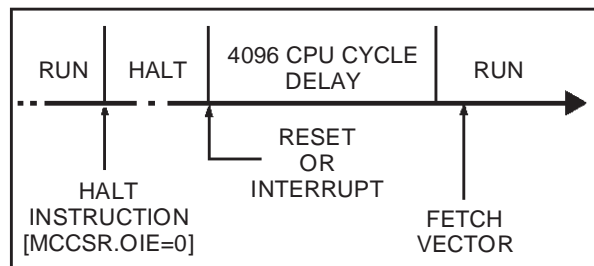 RUN
HALT
4096 CPU CYCLE
DELAY
RUN
HALT
INSTRUCTION
[MCCSR.OIE=0]
RESET
OR
INTERRUPT
FETCH
VECTOR